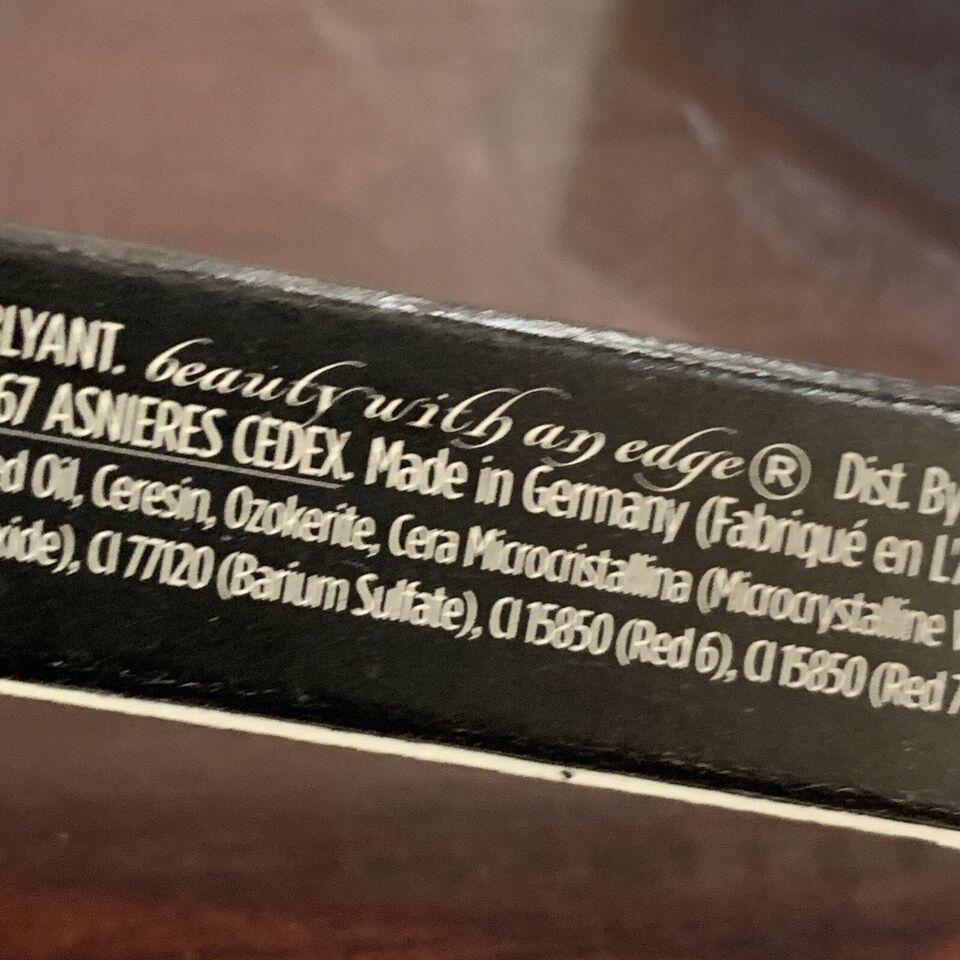 RLYANT. beauty with an edge® Dist. By
67 ASNIERES CEDEX. Made in Germany (Fabriqué en L'
ed Oil, Ceresin, Ozokerite, Cera Microcristallina (Microcrystalline
xide), CI 77120 (Barium Sulfate), CI 15850 (Red 6), CI 15850 (Red 7